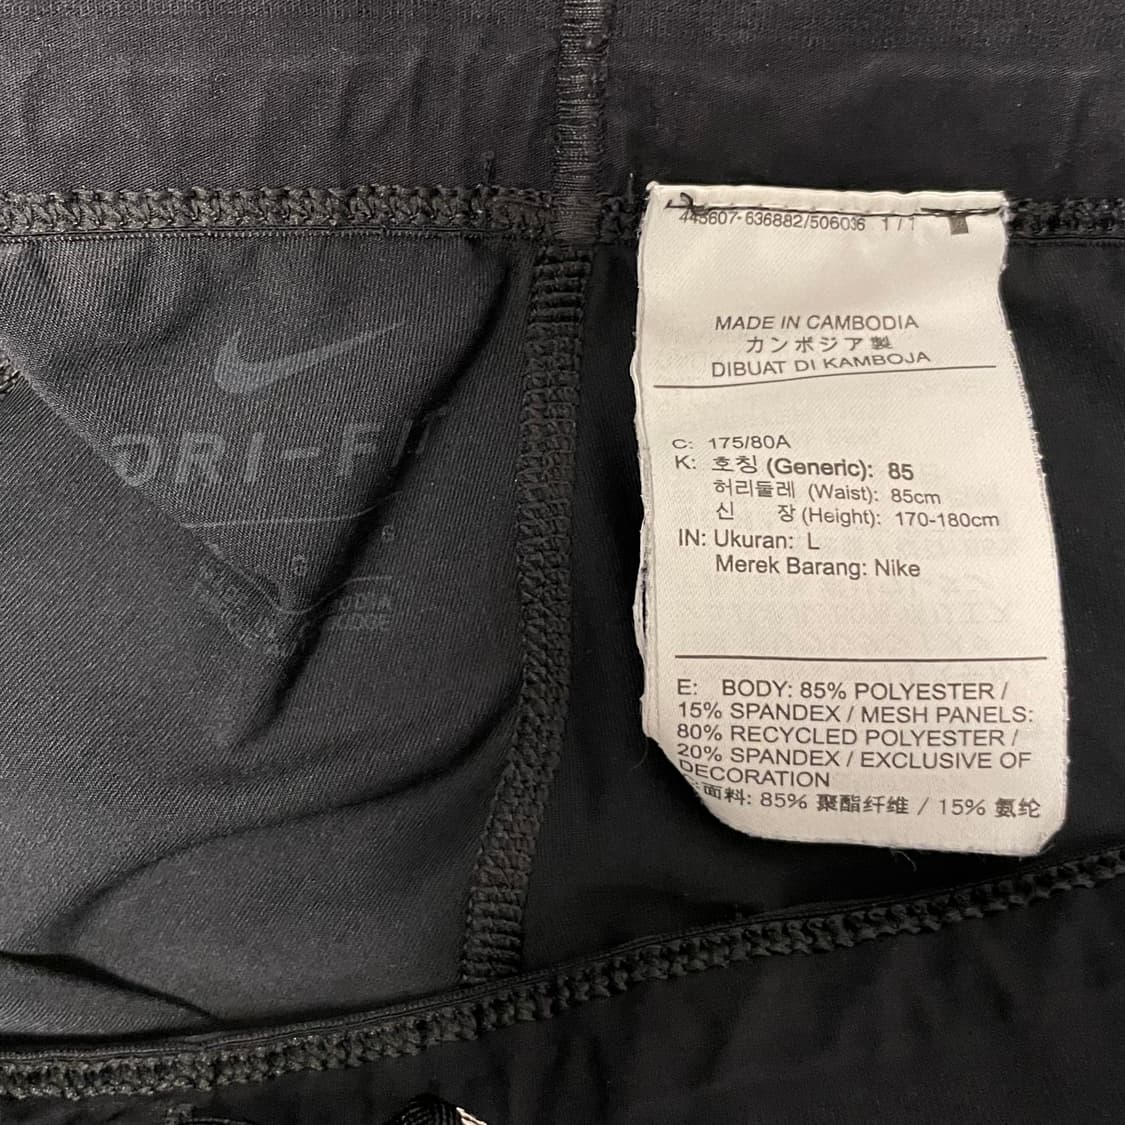 DRI-FIT
443607-636882/506036 1/1
MADE IN CAMBODIA
カンボジア製
DIBUAT DI KAMBOJA
C: 175/80A
K: 호칭 (Generic): 85
허리둘레 (Waist): 85cm
신 장 (Height): 170-180cm
IN: Ukuran: L
Merek Barang: Nike
E: BODY: 85% POLYESTER /
15% SPANDEX / MESH PANELS:
80% RECYCLED POLYESTER /
20% SPANDEX / EXCLUSIVE OF
DECORATION
面料: 85% 聚酯纤维 / 15% 氨纶